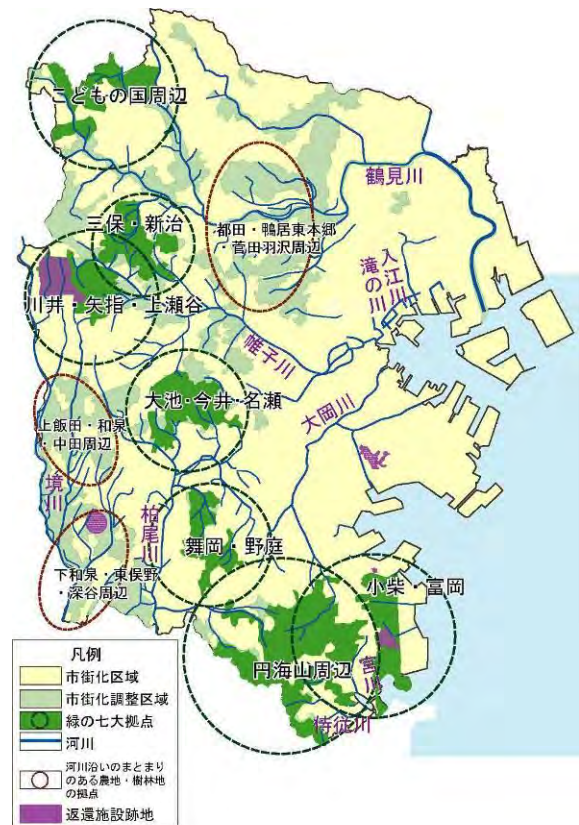 こどもの国周辺
鶴見川
三保・新治
都田・鴨居東本郷
・菅田羽沢周辺
入江川
滝の川
川井・矢指・上瀬谷
帷子川
大池・今井・名瀬
大岡川
上飯田・和泉
・中田周辺
境川
柏尾川
舞岡・野庭
下和泉・東俣野
・深谷周辺
小柴・富岡
円海山周辺
宮川
侍従川
凡例
市街化区域
市街化調整区域
緑の七大拠点
河川
河川沿いのまとまり
のある農地・樹林地
の拠点
返還施設跡地